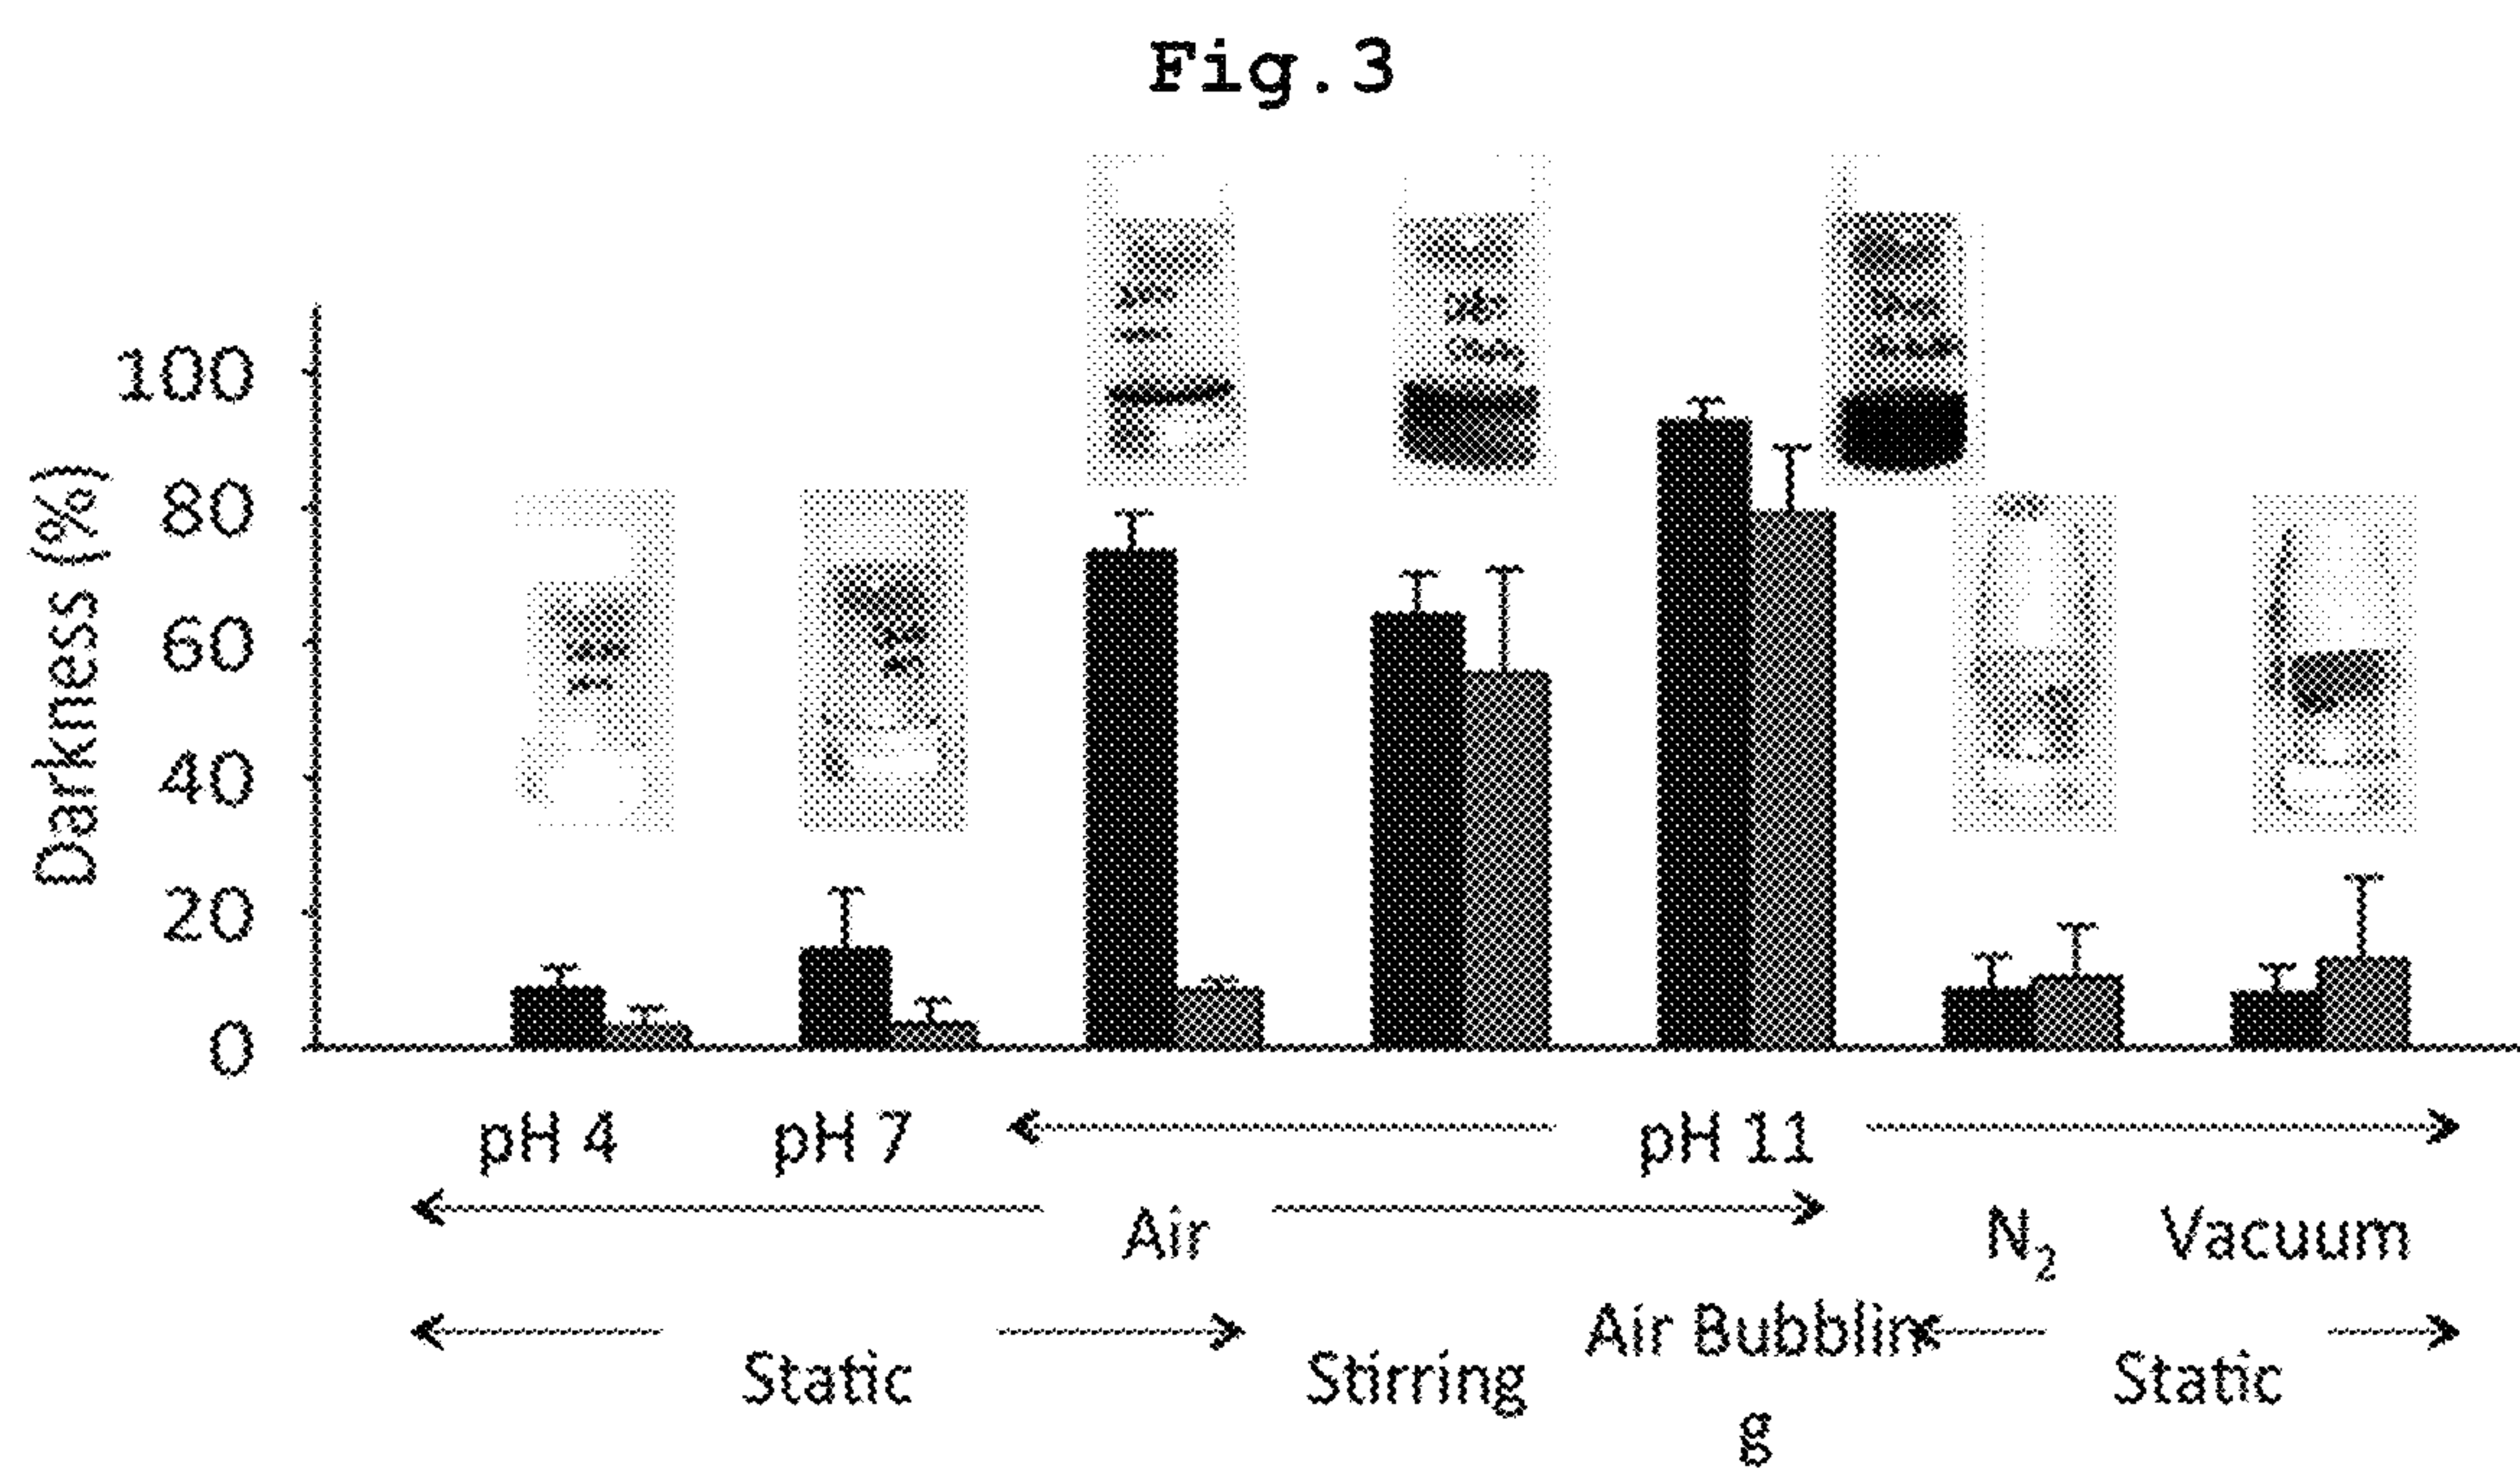 Fig.3
Darkness (%)
100
80
60
40
20
0
pH 4 pH 7 pH 11
Air N₂ Vacuum
Air Bubblin
Static Stirring Static
g